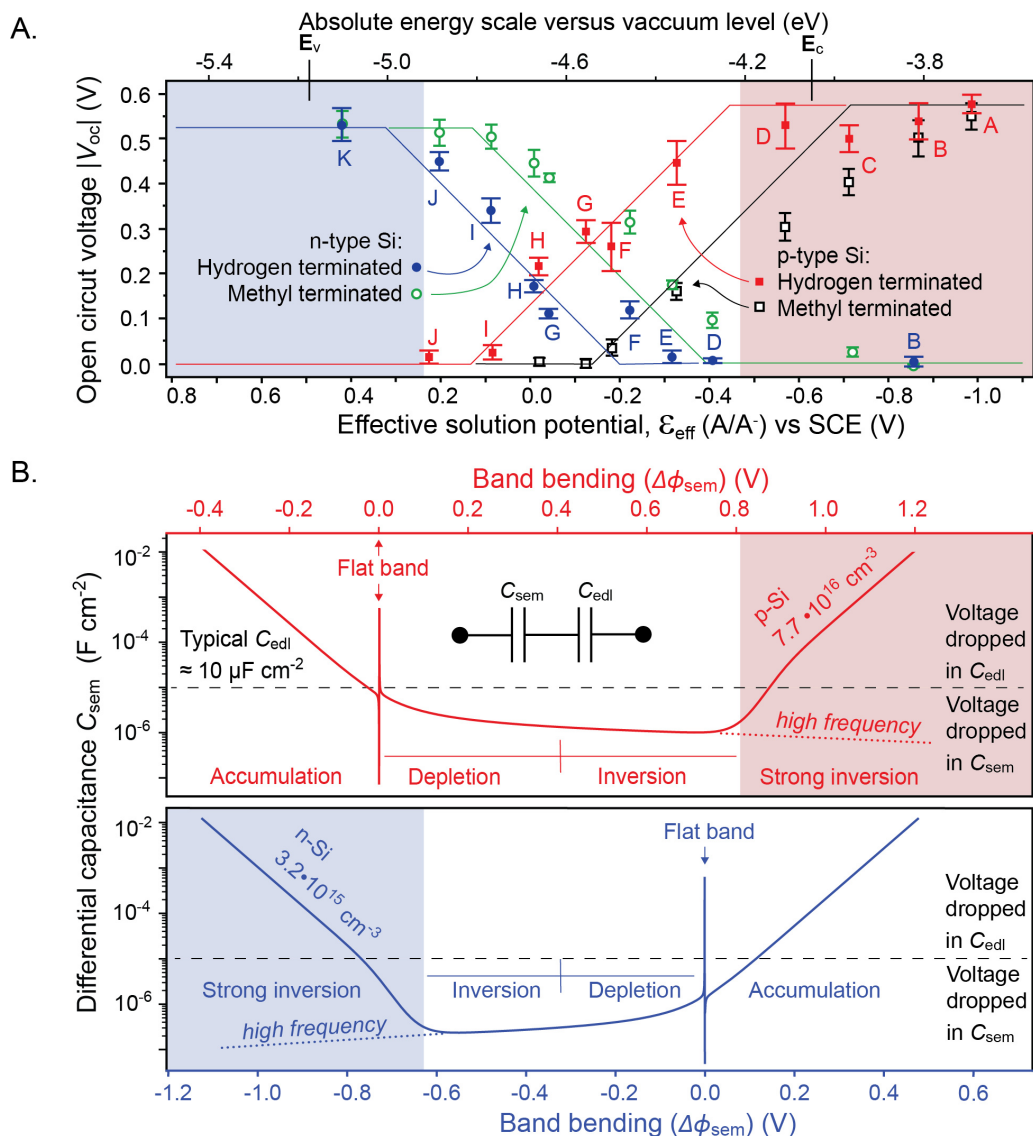 A.
Absolute energy scale versus vaccuum level (eV)
Eᵥ
E꜀
-5.4
-5.0
-4.6
-4.2
-3.8
Open circut voltage |Voc| (V)
0.6
0.5
0.4
0.3
0.2
0.1
0.0
K
J
I
H
G
F
E
D
B
J
I
H
G
F
E
D
C
B
A
n-type Si:
Hydrogen terminated
Methyl terminated
p-type Si:
Hydrogen terminated
Methyl terminated
0.8
0.6
0.4
0.2
0.0
-0.2
-0.4
-0.6
-0.8
-1.0
Effective solution potential, Ɛeff (A/A⁻) vs SCE (V)
B.
Band bending (Δϕsem) (V)
-0.4
-0.2
0.0
0.2
0.4
0.6
0.8
1.0
1.2
Differential capacitance Csem (F cm⁻²)
10⁻²
10⁻⁴
10⁻⁶
Flat band
Csem
Cedl
p-Si
7.7•10¹⁶ cm⁻³
Typical Cedl
≈ 10 µF cm⁻²
Voltage
dropped
in Cedl
Voltage
dropped
in Csem
high frequency
Accumulation
Depletion
Inversion
Strong inversion
10⁻²
10⁻⁴
10⁻⁶
n-Si
3.2•10¹⁵ cm⁻³
Flat band
Voltage
dropped
in Cedl
Voltage
dropped
in Csem
Strong inversion
Inversion
Depletion
Accumulation
high frequency
-1.2
-1.0
-0.8
-0.6
-0.4
-0.2
0.0
0.2
0.4
0.6
Band bending (Δϕsem) (V)